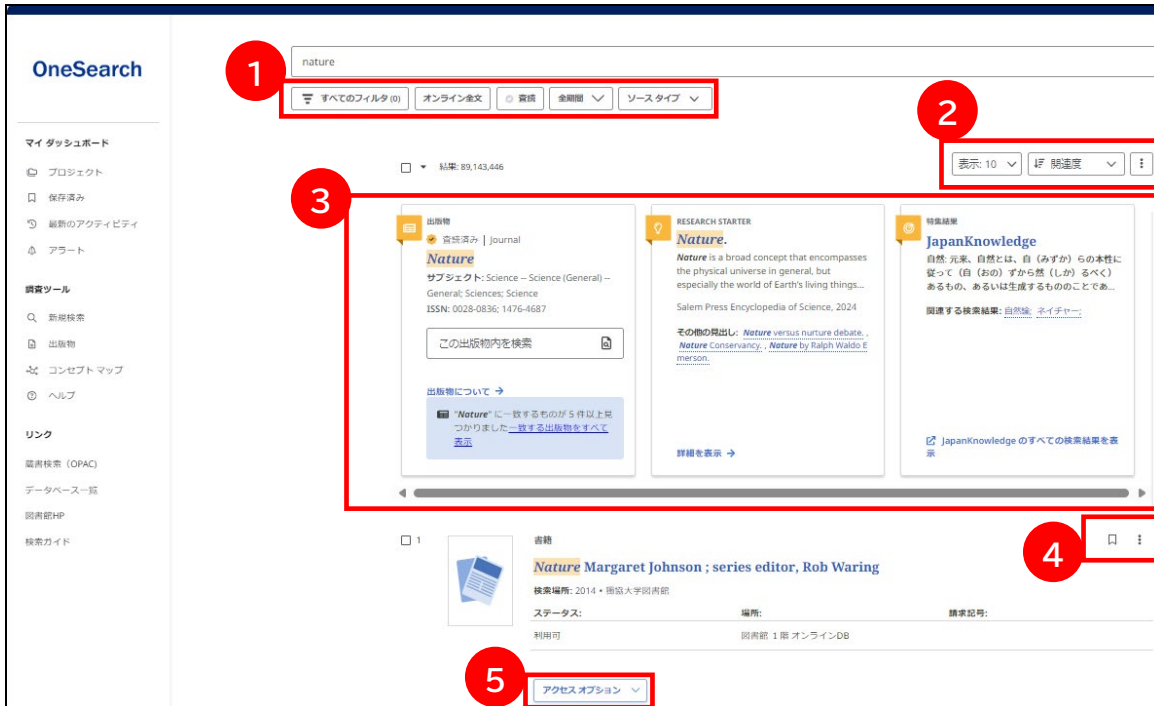 OneSearch
マイ ダッシュボード
プロジェクト
保存済み
最新のアクティビティ
アラート
調査ツール
新規検索
出版物
コンセプト マップ
ヘルプ
リンク
蔵書検索（OPAC）
データベース一覧
図書館HP
検索ガイド
1
nature
すべてのフィルタ (0)
オンライン全文
査読
全期間
ソース タイプ
2
結果: 89,143,446
表示: 10
関連度
3
出版物
査読済み | Journal
Nature
サブジェクト: Science -- Science (General) --
General; Sciences; Science
ISSN: 0028-0836; 1476-4687
この出版物内を検索
出版物について →
"Nature" に一致するものが 5 件以上見
つかりました一致する出版物をすべて
表示
RESEARCH STARTER
Nature.
Nature is a broad concept that encompasses
the physical universe in general, but
especially the world of Earth's living things...
Salem Press Encyclopedia of Science, 2024
その他の見出し: Nature versus nurture debate. ,
Nature Conservancy. , Nature by Ralph Waldo E
merson.
詳細を表示 →
特集結果
JapanKnowledge
自然: 元来、自然とは、自（みずか）らの本性に
従って（自（おの）ずから然（しか）るべく）
あるもの、あるいは生成するもののことであ...
関連する検索結果: 自然論; ネイチャー;
JapanKnowledge のすべての検索結果を表
示
4
1
書籍
Nature Margaret Johnson ; series editor, Rob Waring
検索場所: 2014 • 獨協大学図書館
ステータス:
場所:
請求記号:
利用可
図書館 1 階 オンラインDB
5
アクセス オプション